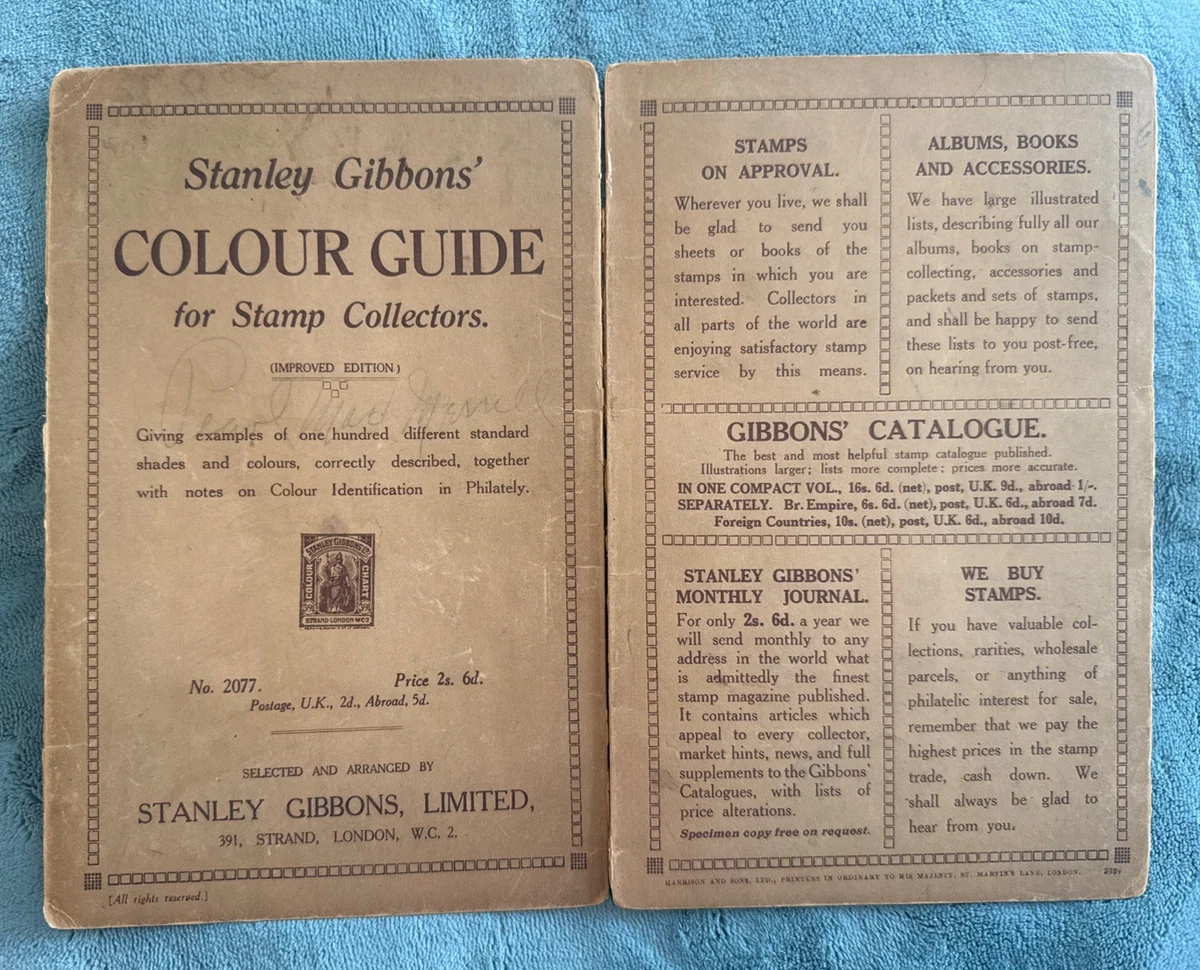 Stanley Gibbons'
COLOUR GUIDE
for Stamp Collectors.
(IMPROVED EDITION)
Pearl
Giving examples of one hundred different standard
shades and colours, correctly described, together
with notes on Colour Identification in Philately.
STANLEY GIBBONS LTD
COLOUR
CHART
391
391
STRAND LONDON WC2
No. 2077.
Price 2s. 6d.
Postage, U.K., 2d., Abroad, 5d.
SELECTED AND ARRANGED BY
STANLEY GIBBONS, LIMITED,
391, STRAND, LONDON, W.C. 2.
[All rights reserved.]
STAMPS
ON APPROVAL.
Wherever you live, we shall
be glad to send you
sheets or books of the
stamps in which you are
interested. Collectors in
all parts of the world are
enjoying satisfactory stamp
service by this means.
ALBUMS, BOOKS
AND ACCESSORIES.
We have large illustrated
lists, describing fully all our
albums, books on stamp-
collecting, accessories and
packets and sets of stamps,
and shall be happy to send
these lists to you post-free,
on hearing from you.
GIBBONS' CATALOGUE.
The best and most helpful stamp catalogue published.
Illustrations larger; lists more complete; prices more accurate.
IN ONE COMPACT VOL., 16s. 6d. (net), post, U.K. 9d., abroad 1/-.
SEPARATELY. Br. Empire, 6s. 6d. (net), post, U.K. 6d., abroad 7d.
Foreign Countries, 10s. (net), post, U.K. 6d., abroad 10d.
STANLEY GIBBONS'
MONTHLY JOURNAL.
For only 2s. 6d. a year we
will send monthly to any
address in the world what
is admittedly the finest
stamp magazine published.
It contains articles which
appeal to every collector,
market hints, news, and full
supplements to the Gibbons'
Catalogues, with lists of
price alterations.
Specimen copy free on request.
WE BUY
STAMPS.
If you have valuable col-
lections, rarities, wholesale
parcels, or anything of
philatelic interest for sale,
remember that we pay the
highest prices in the stamp
trade, cash down. We
shall always be glad to
hear from you.
HARRISON AND SONS, LTD., PRINTERS IN ORDINARY TO HIS MAJESTY, ST. MARTIN'S LANE, LONDON.